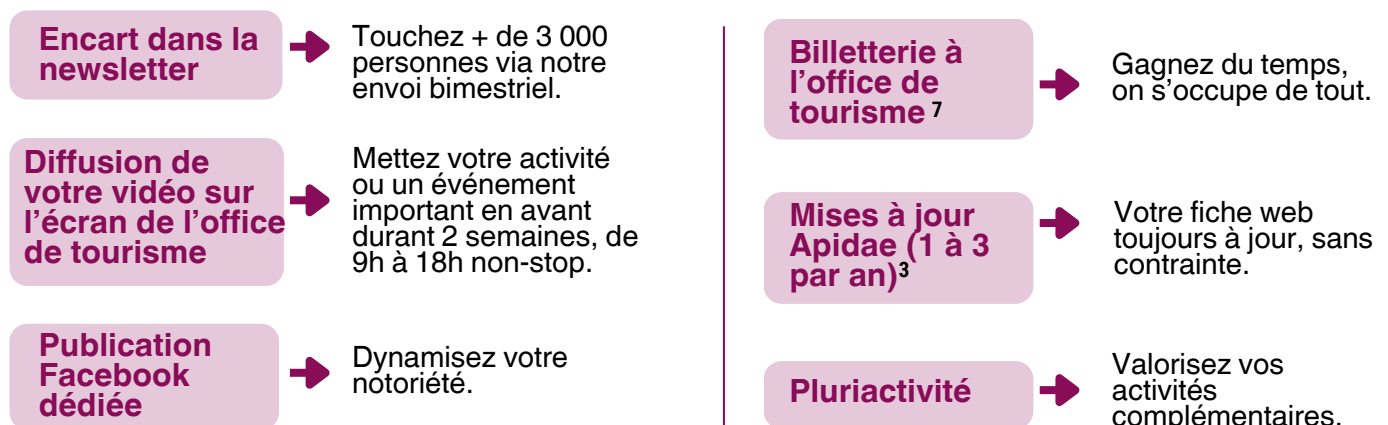 Encart dans la
newsletter
Touchez + de 3 000
personnes via notre
envoi bimestriel.
Diffusion de
votre vidéo sur
l’écran de l’office
de tourisme
Mettez votre activité
ou un événement
important en avant
durant 2 semaines, de
9h à 18h non-stop.
Publication
Facebook
dédiée
Dynamisez votre
notoriété.
Billetterie à
l’office de
tourisme 7
Gagnez du temps,
on s’occupe de tout.
Mises à jour
Apidae (1 à 3
par an)3
Votre fiche web
toujours à jour, sans
contrainte.
Pluriactivité
Valorisez vos
activités
complémentaires.